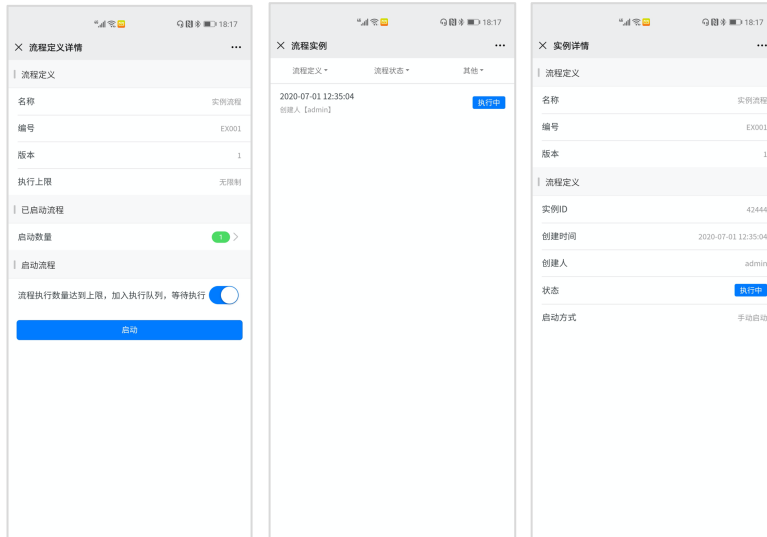 46 18:17
× 流程定义详情 ...
流程定义
名称 实例流程
编号 EX001
版本 1
执行上限 无限制
已启动流程
启动数量 1 >
启动流程
流程执行数量达到上限，加入执行队列，等待执行
启动
46 18:17
× 流程实例 ...
流程定义 流程状态 其他
2020-07-01 12:35:04 执行中
创建人【admin】
46 18:17
× 实例详情 ...
流程定义
名称 实例流程
编号 EX001
版本 1
流程定义
实例ID 42444
创建时间 2020-07-01 12:35:04
创建人 admin
状态 执行中
启动方式 手动启动